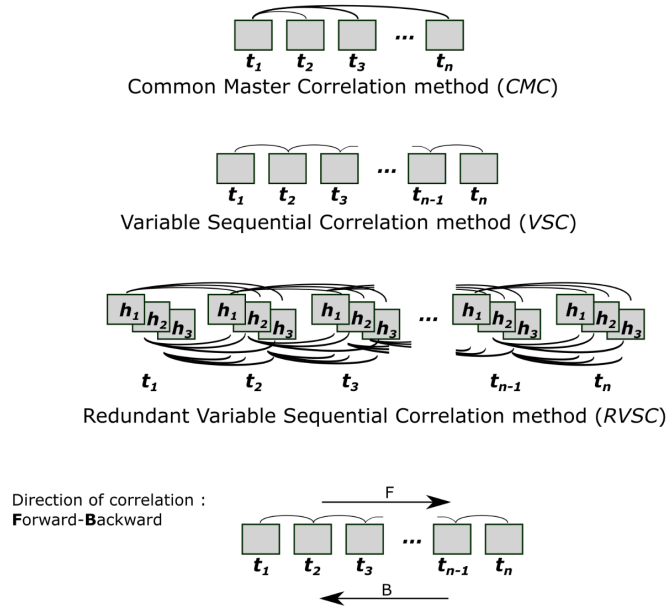 ...
t1 t2 t3 tn
Common Master Correlation method (CMC)
...
t1 t2 t3 tn-1 tn
Variable Sequential Correlation method (VSC)
h1 h2 h3 h1 h2 h3 h1 h2 h3 ... h1 h2 h3 h1 h2 h3
t1 t2 t3 tn-1 tn
Redundant Variable Sequential Correlation method (RVSC)
Direction of correlation :
Forward-Backward
F
...
t1 t2 t3 tn-1 tn
B